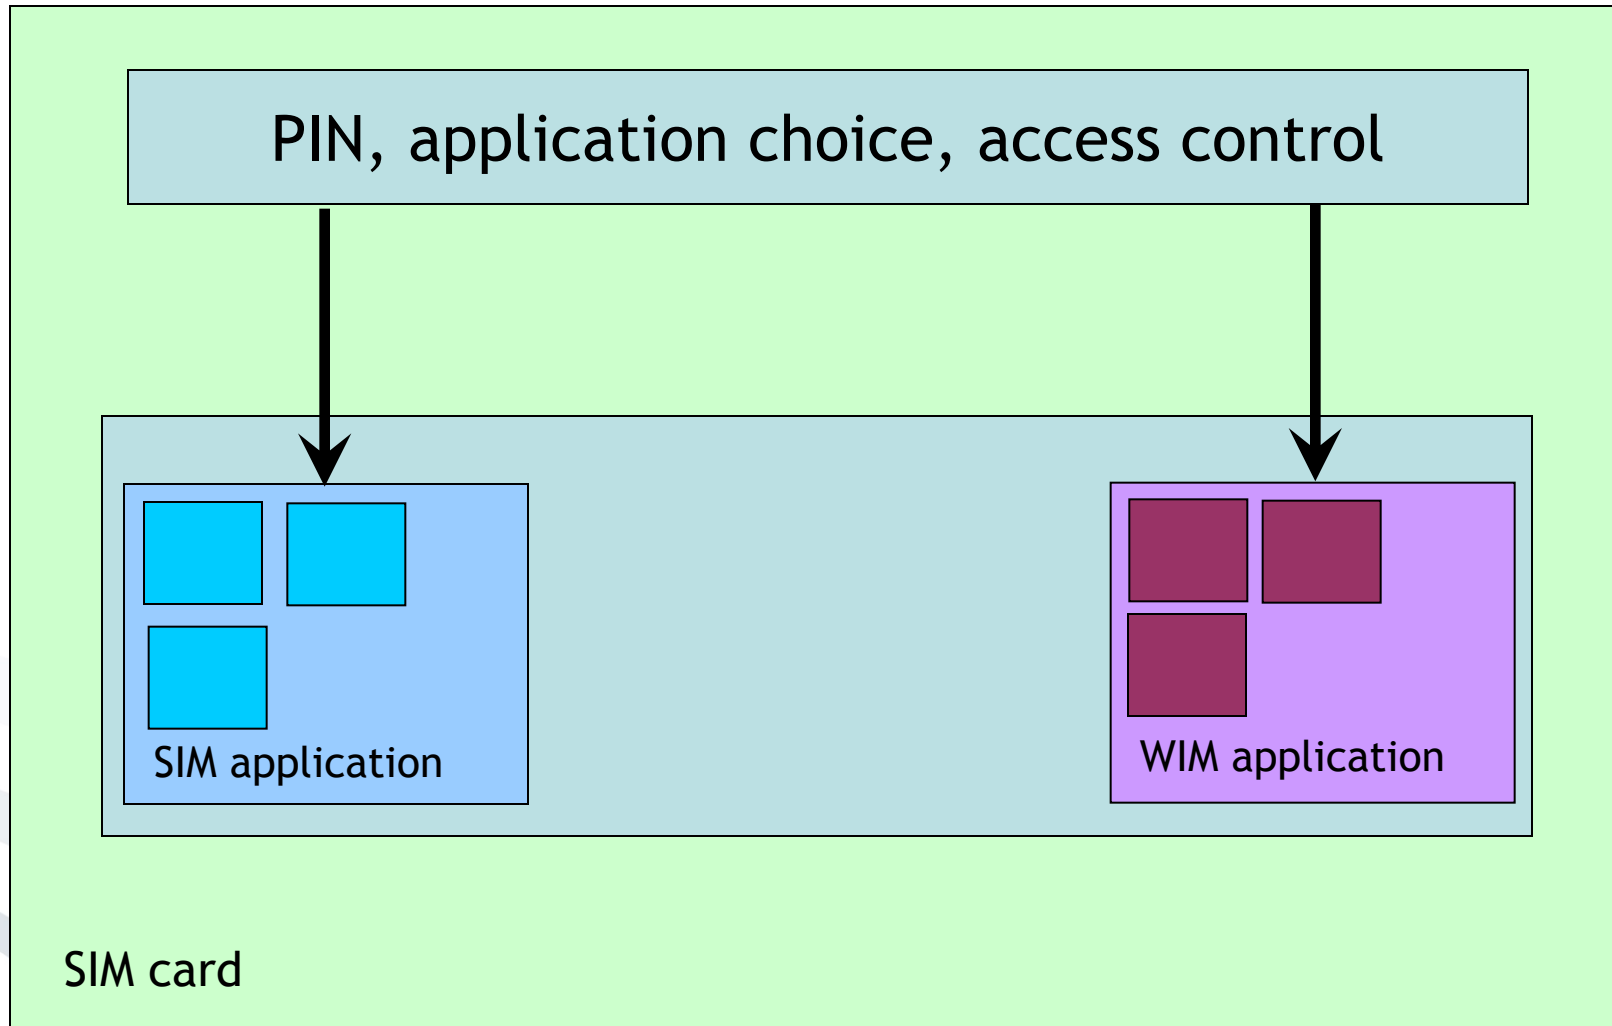 PIN, application choice, access control
SIM application
WIM application
SIM card